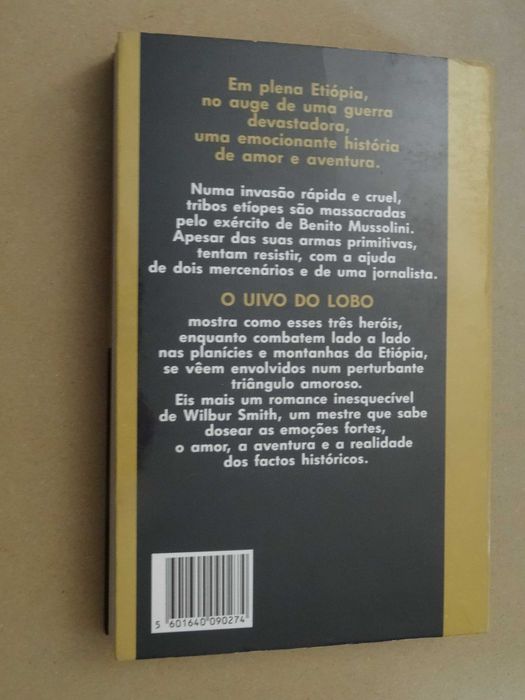 Em plena Etiópia,
no auge de uma guerra
devastadora,
uma emocionante história
de amor e aventura.
Numa invasão rápida e cruel,
tribos etíopes são massacradas
pelo exército de Benito Mussolini.
Apesar das suas armas primitivas,
tentam resistir, com a ajuda
de dois mercenários e de uma jornalista.
O UIVO DO LOBO
mostra como esses três heróis,
enquanto combatem lado a lado
nas planícies e montanhas da Etiópia,
se vêem envolvidos num perturbante
triângulo amoroso.
Eis mais um romance inesquecível
de Wilbur Smith, um mestre que sabe
dosear as emoções fortes,
o amor, a aventura e a realidade
dos factos históricos.
5 601640 090274